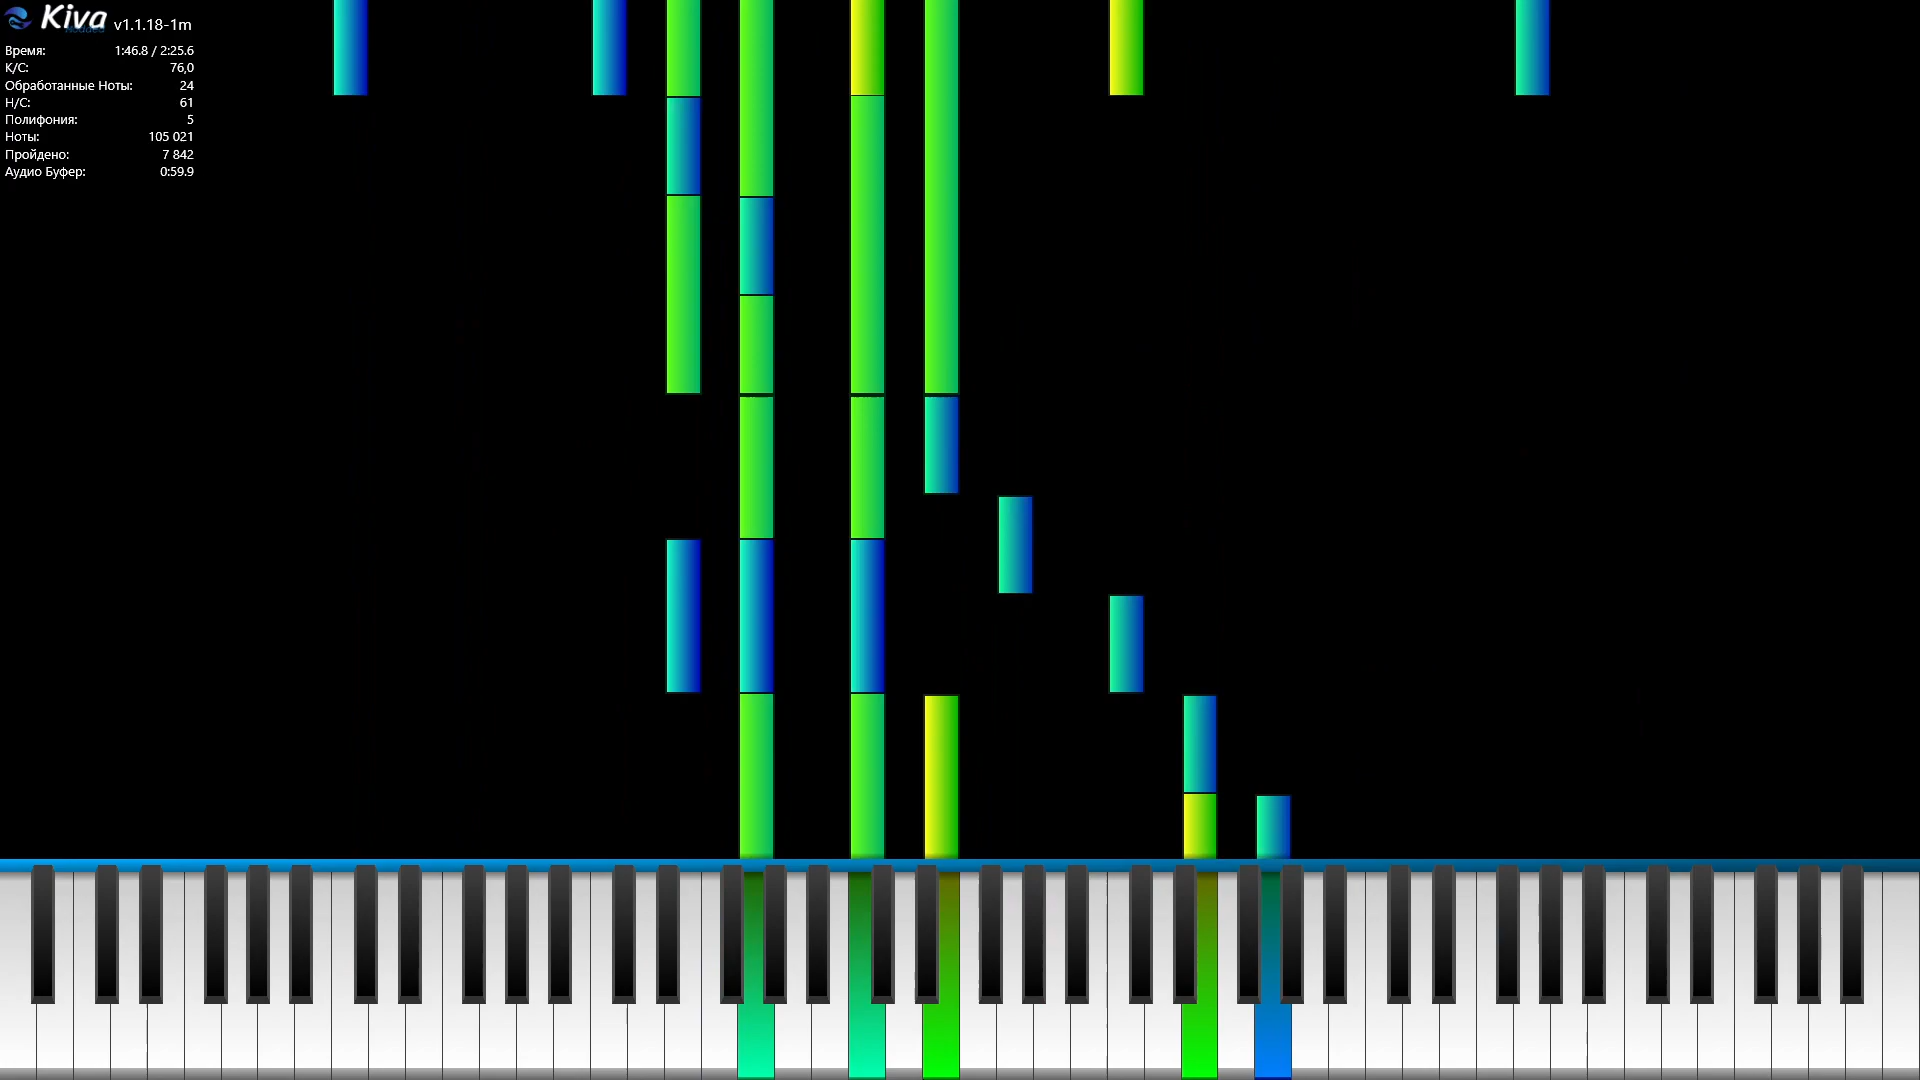 Kiva v1.1.18-1m
Время: 1:46.8 / 2:25.6
К/С: 76,0
Обработанные Ноты: 24
Н/С: 61
Полифония: 5
Ноты: 105 021
Пройдено: 7 842
Аудио Буфер: 0:59.9